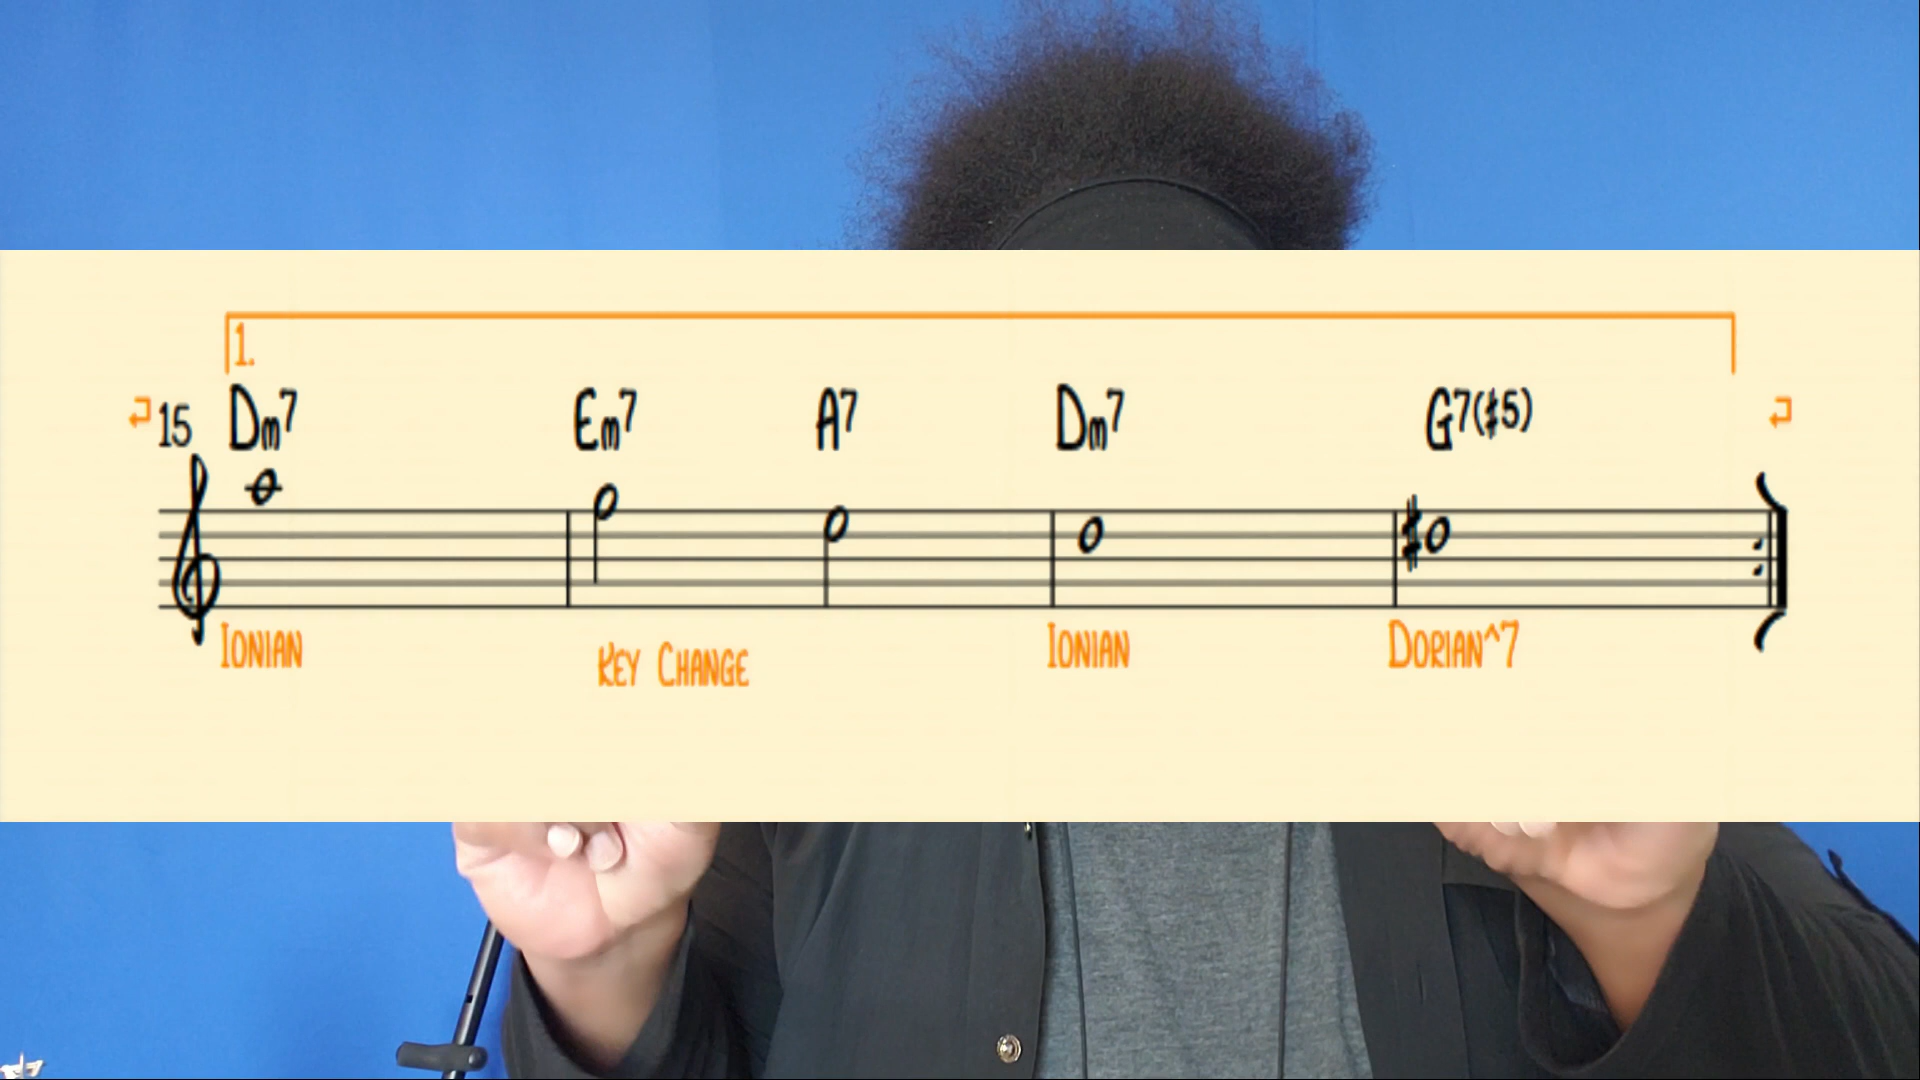 1.
15 Dm7 Em7 A7 Dm7 G7(♯5)
Ionian Key Change Ionian Dorian^7